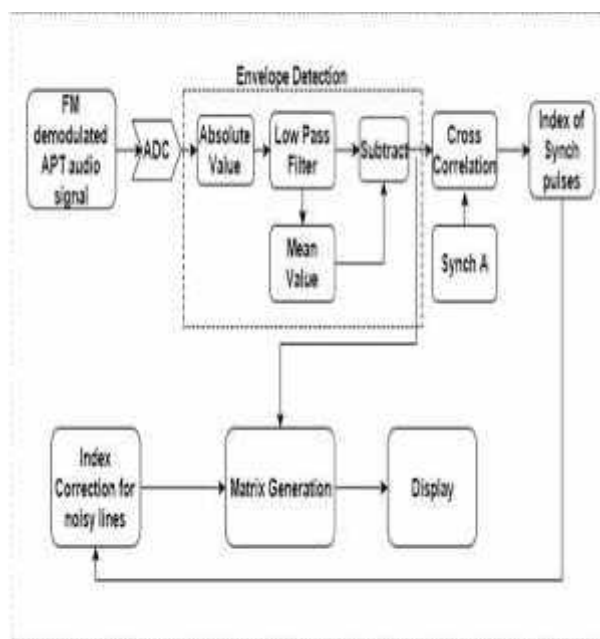 Envelope Detection
FM
demodulated
APT audio
signal
ADC
Absolute
Value
Low Pass
Filter
Subtract
Cross
Correlation
Index of
Synch
pulses
Mean
Value
Synch A
Index
Correction for
noisy lines
Matrix Generation
Display